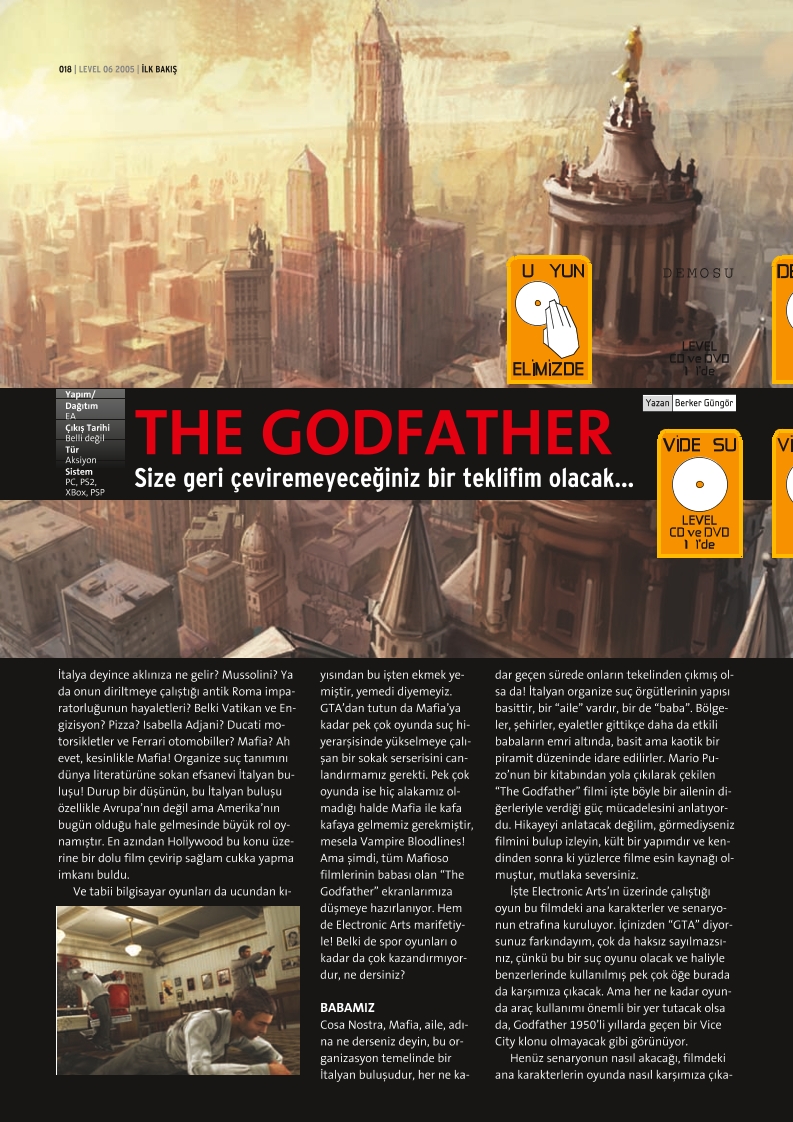 018 | LEVEL 06 2005 | İLK BAKIŞ
U YUN
ELİMİZDE
DEMOSU
LEVEL
CD ve DVD
1 1'de
DE
Yapım/
Dağıtım
EA
Çıkış Tarihi
Belli değil
Tür
Aksiyon
Sistem
PC, PS2,
XBox, PSP
THE GODFATHER
Size geri çeviremeyeceğiniz bir teklifim olacak...
Yazan Berker Güngör
VİDE SU
LEVEL
CD ve DVD
1 1'de
Vİ
İtalya deyince aklınıza ne gelir? Mussolini? Ya
da onun diriltmeye çalıştığı antik Roma impa-
ratorluğunun hayaletleri? Belki Vatikan ve En-
gizisyon? Pizza? Isabella Adjani? Ducati mo-
torsikletler ve Ferrari otomobiller? Mafia? Ah
evet, kesinlikle Mafia! Organize suç tanımını
dünya literatürüne sokan efsanevi İtalyan bu-
luşu! Durup bir düşünün, bu İtalyan buluşu
özellikle Avrupa'nın değil ama Amerika'nın
bugün olduğu hale gelmesinde büyük rol oy-
namıştır. En azından Hollywood bu konu üze-
rine bir dolu film çevirip sağlam cukka yapma
imkanı buldu.
Ve tabii bilgisayar oyunları da ucundan kı-
yısından bu işten ekmek ye-
miştir, yemedi diyemeyiz.
GTA'dan tutun da Mafia'ya
kadar pek çok oyunda suç hi-
yerarşisinde yükselmeye çalı-
şan bir sokak serserisini can-
landırmamız gerekti. Pek çok
oyunda ise hiç alakamız ol-
madığı halde Mafia ile kafa
kafaya gelmemiz gerekmiştir,
mesela Vampire Bloodlines!
Ama şimdi, tüm Mafioso
filmlerinin babası olan "The
Godfather" ekranlarımıza
düşmeye hazırlanıyor. Hem
de Electronic Arts marifetiy-
le! Belki de spor oyunları o
kadar da çok kazandırmıyor-
dur, ne dersiniz?
BABAMIZ
Cosa Nostra, Mafia, aile, adı-
na ne derseniz deyin, bu or-
ganizasyon temelinde bir
İtalyan buluşudur, her ne ka-
dar geçen sürede onların tekelinden çıkmış ol-
sa da! İtalyan organize suç örgütlerinin yapısı
basittir, bir "aile" vardır, bir de "baba". Bölge-
ler, şehirler, eyaletler gittikçe daha da etkili
babaların emri altında, basit ama kaotik bir
piramit düzeninde idare edilirler. Mario Pu-
zo'nun bir kitabından yola çıkılarak çekilen
"The Godfather" filmi işte böyle bir ailenin di-
ğerleriyle verdiği güç mücadelesini anlatıyor-
du. Hikayeyi anlatacak değilim, görmediyseniz
filmini bulup izleyin, kült bir yapımdır ve ken-
dinden sonra ki yüzlerce filme esin kaynağı ol-
muştur, mutlaka seversiniz.
İşte Electronic Arts'ın üzerinde çalıştığı
oyun bu filmdeki ana karakterler ve senaryo-
nun etrafına kuruluyor. İçinizden "GTA" diyor-
sunuz farkındayım, çok da haksız sayılmazsı-
nız, çünkü bu bir suç oyunu olacak ve haliyle
benzerlerinde kullanılmış pek çok öğe burada
da karşımıza çıkacak. Ama her ne kadar oyun-
da araç kullanımı önemli bir yer tutacak olsa
da, Godfather 1950'li yıllarda geçen bir Vice
City klonu olmayacak gibi görünüyor.
Henüz senaryonun nasıl akacağı, filmdeki
ana karakterlerin oyunda nasıl karşımıza çıka-